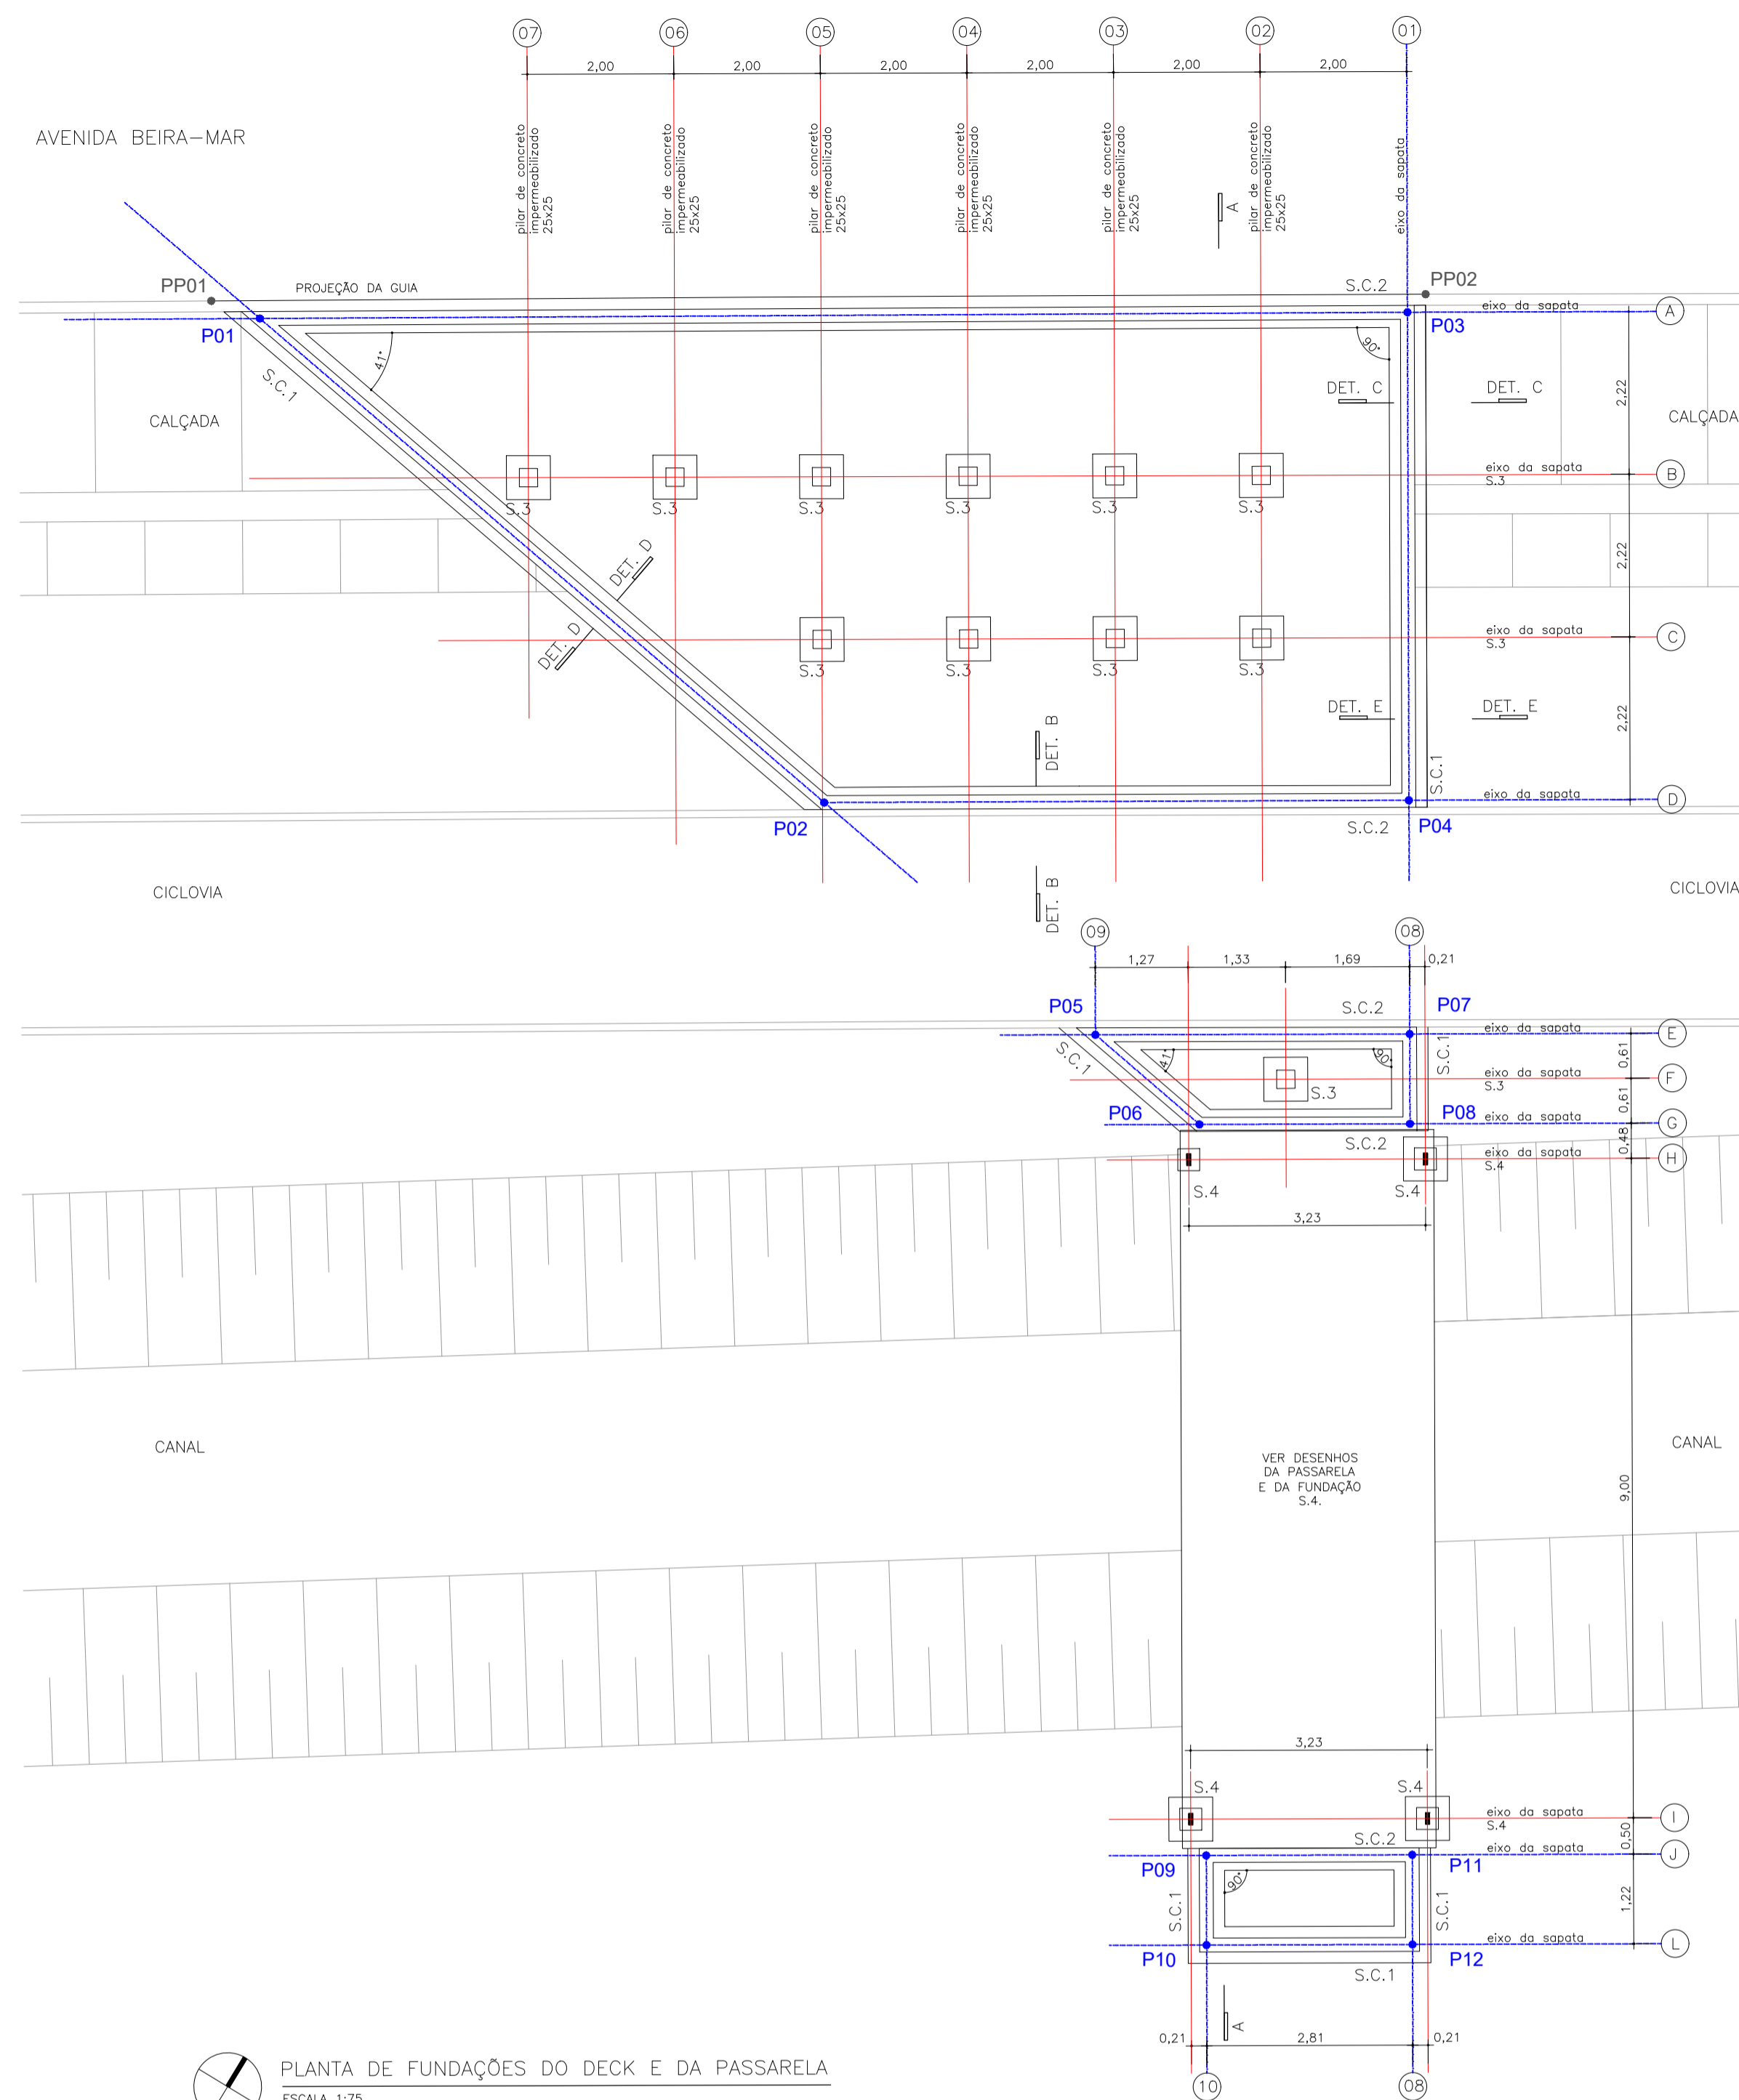 07
06
05
04
03
02
01
2,00
2,00
2,00
2,00
2,00
2,00
AVENIDA BEIRA-MAR
pilar de concreto
impermeabilizado
25x25
pilar de concreto
impermeabilizado
25x25
pilar de concreto
impermeabilizado
25x25
pilar de concreto
impermeabilizado
25x25
pilar de concreto
impermeabilizado
25x25
pilar de concreto
impermeabilizado
25x25
eixo da sapata
A
PP01
PROJEÇÃO DA GUIA
S.C.2
PP02
eixo da sapata
A
P01
P03
41°
90°
S.C.1
DET. C
DET. C
2,22
CALÇADA
CALÇADA
eixo da sapata
S.3
B
S.3
S.3
S.3
S.3
S.3
S.3
DET. D
2,22
DET. D
eixo da sapata
S.3
C
S.3
S.3
S.3
S.3
DET. E
DET. E
DET. B
2,22
S.C.1
eixo da sapata
D
P02
S.C.2
P04
CICLOVIA
CICLOVIA
DET. B
09
08
1,27
1,33
1,69
0,21
P05
S.C.2
P07
eixo da sapata
E
S.C.1
41°
90°
S.C.1
0,61
eixo da sapata
S.3
F
S.3
0,61
P06
P08
eixo da sapata
G
S.C.2
0,48
eixo da sapata
S.4
H
S.4
S.4
3,23
CANAL
CANAL
VER DESENHOS
DA PASSARELA
E DA FUNDAÇÃO
S.4.
9,00
3,23
S.4
S.4
eixo da sapata
S.4
I
0,50
S.C.2
eixo da sapata
J
P09
P11
90°
S.C.1
S.C.1
1,22
eixo da sapata
L
P10
P12
S.C.1
A
0,21
2,81
0,21
10
08
PLANTA DE FUNDAÇÕES DO DECK E DA PASSARELA
ESCALA 1:75